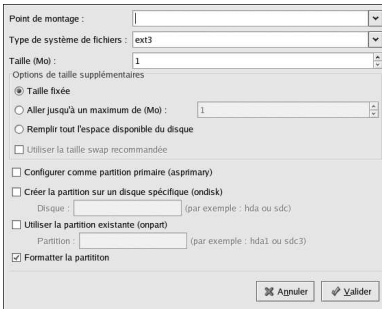 Point de montage :
Type de système de fichiers : ext3
Taille (Mo) : 1
Options de taille supplémentaires
Taille fixée
Aller jusqu'à un maximum de (Mo) : 1
Remplir tout l'espace disponible du disque
Utiliser la taille swap recommandée
Configurer comme partition primaire (asprimary)
Créer la partition sur un disque spécifique (ondisk)
Disque : (par exemple : hda ou sdc)
Utiliser la partition existante (onpart)
Partition : (par exemple : hda1 ou sdc3)
Formatter la partititon
Annuler Valider